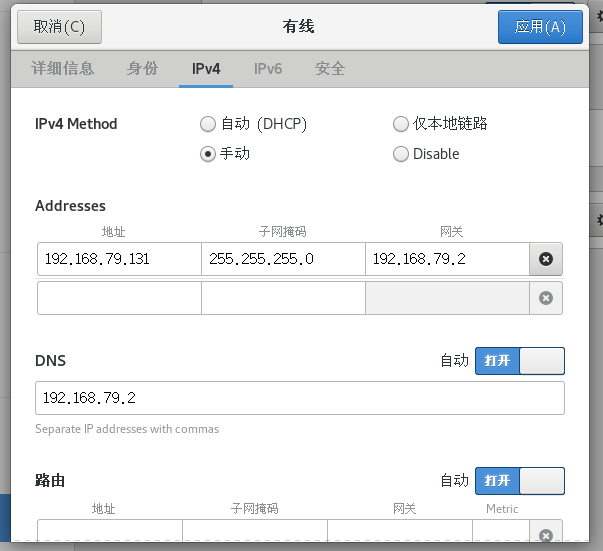 取消(C) 有线 应用(A)
详细信息 身份 IPv4 IPv6 安全
IPv4 Method 自动 (DHCP) 仅本地链路
手动 Disable
Addresses
地址 子网掩码 网关
192.168.79.131 255.255.255.0 192.168.79.2
DNS 自动 打开
192.168.79.2
Separate IP addresses with commas
路由 自动 打开
地址 子网掩码 网关 Metric